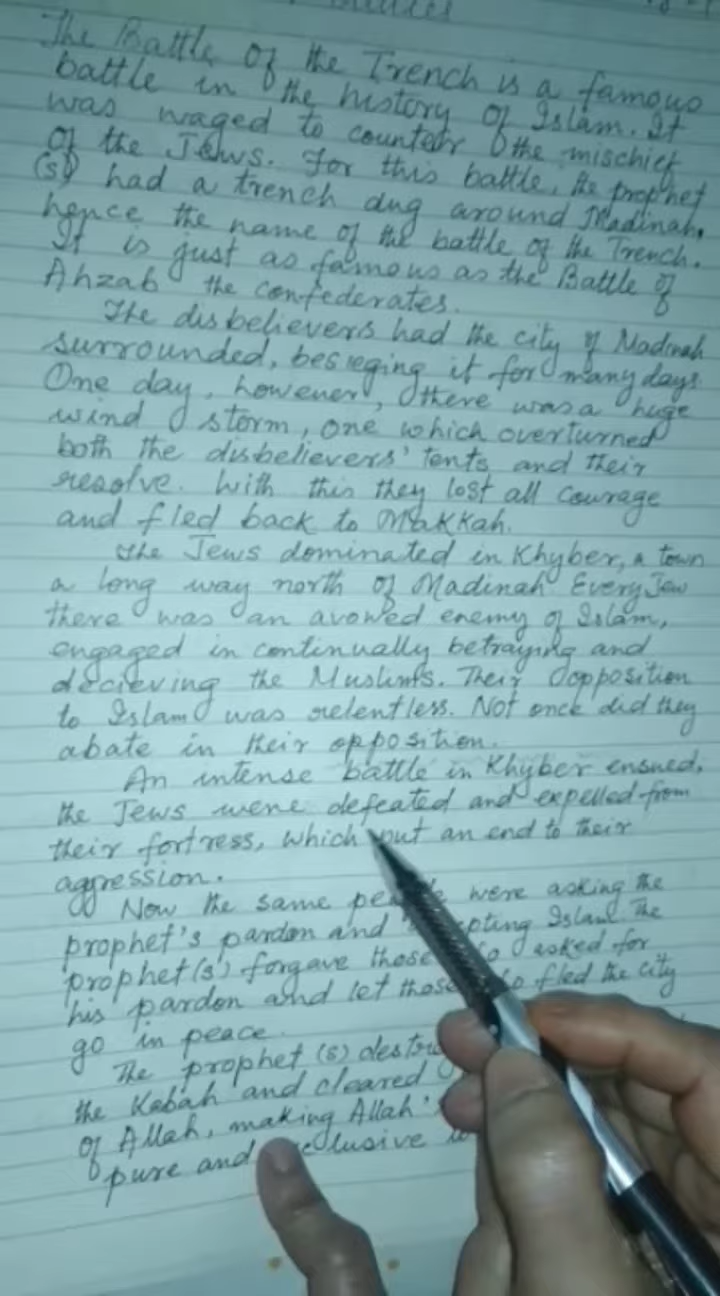 The Battle of the Trench is a famous
battle in the history of Islam. It
was waged to counter the mischief
of the Jews. For this battle, the prophet
(s) had a trench dug around Madinah,
hence the name of the battle of the Trench.
It is just as famous as the Battle of
Ahzab the confederates.
The disbelievers had the city of Madinah
surrounded, besieging it for many days.
One day, however, there was a huge
wind storm, one which overturned
both the disbelievers' tents and their
resolve. With this they lost all courage
and fled back to Makkah.
The Jews dominated in Khyber, a town
a long way north of Madinah. Every Jew
there was an avowed enemy of Islam,
engaged in continually betraying and
decieving the Muslims. Their opposition
to Islam was relentless. Not once did they
abate in their opposition.
An intense battle in Khyber ensued,
the Jews were defeated and expelled from
their fortress, which put an end to their
aggression.
Now the same were asking the
prophet's pardon and Islam. The
prophet(s) forgave those asked for
his pardon and let those fled the city
go in peace.
The prophet (s)
the Kabah and cleared
of Allah, making Allah's
pure and